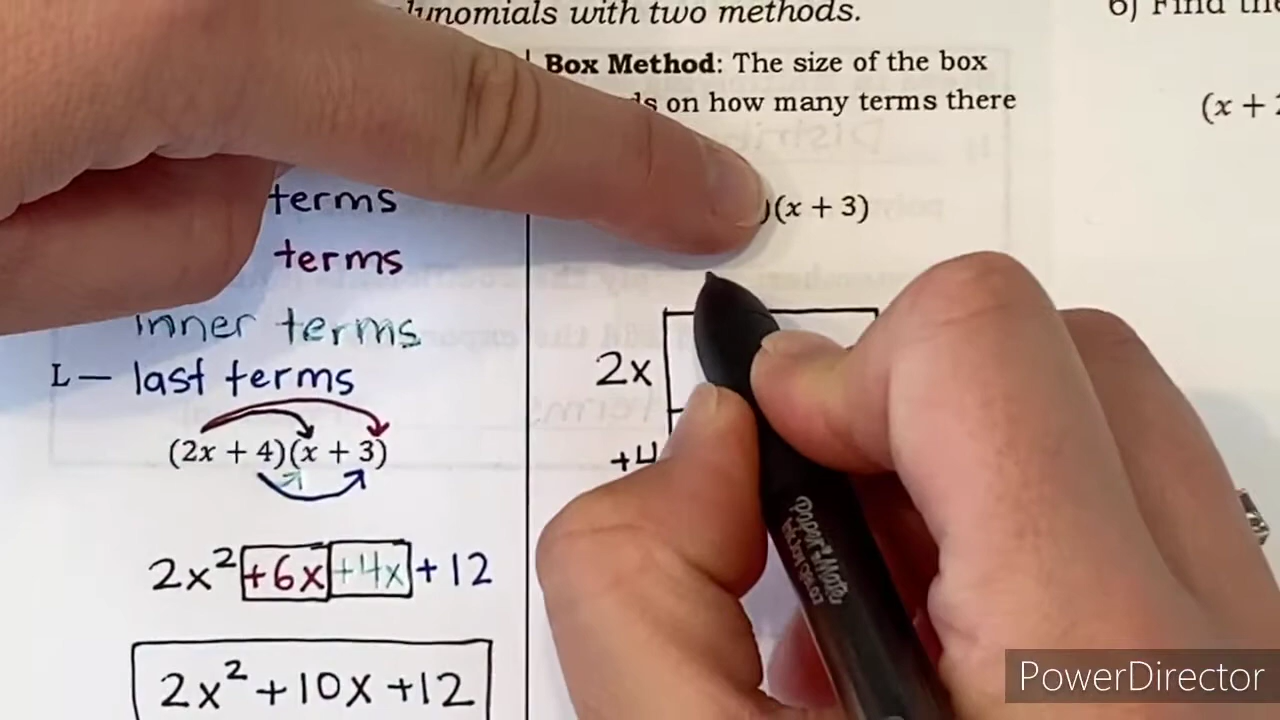 with two methods.
terms
terms
inner terms
L — last terms
(2x + 4)(x + 3)
2x² +6x +4x + 12
2x² + 10x + 12
Box Method: The size of the box
on how many terms there
)(x + 3)
2x
+4
6) Find the
(x +
paper mate
PowerDirector